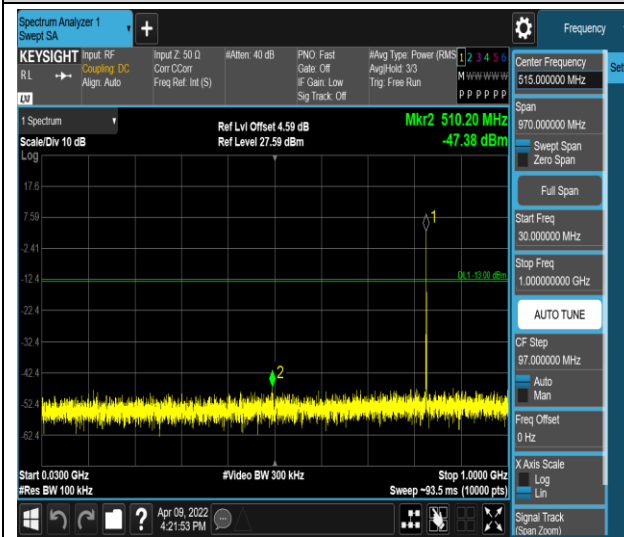 Spectrum Analyzer 1
Swept SA
+
Frequency
KEYSIGHT
RL
LXI
Input: RF
Coupling: DC
Align: Auto
Input Z: 50 Ω
Corr CCorr
Freq Ref: Int (S)
#Atten: 40 dB
PNO: Fast
Gate: Off
IF Gain: Low
Sig Track: Off
#Avg Type: Power (RMS
Avg|Hold: 3/3
Trig: Free Run
1 2 3 4 5 6
M W W W W W
P P P P P P
1 Spectrum
Scale/Div 10 dB
Log
Ref Lvl Offset 4.59 dB
Ref Level 27.59 dBm
Mkr2 510.20 MHz
-47.38 dBm
17.6
7.59
-2.41
-12.4
-22.4
-32.4
-42.4
-52.4
-62.4
1
DL1 -13.00 dBm
2
Start 0.0300 GHz
#Res BW 100 kHz
#Video BW 300 kHz
Stop 1.0000 GHz
Sweep ~93.5 ms (10000 pts)
?
Apr 09, 2022
4:21:53 PM
Center Frequency
515.000000 MHz
Span
970.000000 MHz
Swept Span
Zero Span
Full Span
Start Freq
30.000000 MHz
Stop Freq
1.000000000 GHz
AUTO TUNE
CF Step
97.000000 MHz
Auto
Man
Freq Offset
0 Hz
X Axis Scale
Log
Lin
Signal Track
(Span Zoom)
Set